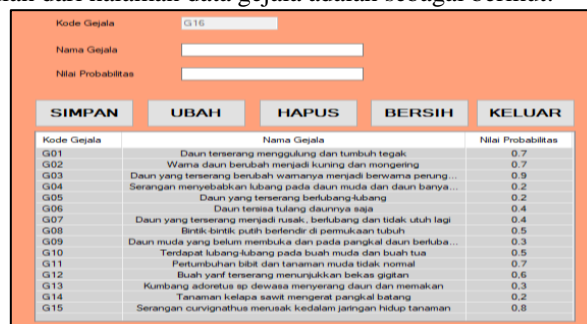 dari halaman data gejala adalah sebagai berikut:
Kode Gejala G16
Nama Gejala
Nilai Probabilitas
SIMPAN UBAH HAPUS BERSIH KELUAR
Kode Gejala Nama Gejala Nilai Probabilitas
G01 Daun terserang menggulung dan tumbuh tegak 0.7
G02 Warna daun berubah menjadi kuning dan mongering 0.7
G03 Daun yang terserang berubah warnanya menjadi berwarna perung... 0.9
G04 Serangan menyebabkan lubang pada daun muda dan daun banya... 0.2
G05 Daun yang terserang berlubang-lubang 0.2
G06 Daun tersisa tulang daunnya saja 0.4
G07 Daun yang terserang menjadi rusak, berlubang dan tidak utuh lagi 0.4
G08 Bintik-bintik putih berlendir di permukaan tubuh 0.5
G09 Daun muda yang belum membuka dan pada pangkal daun berluba... 0.3
G10 Terdapat lubang-lubang pada buah muda dan buah tua 0.5
G11 Pertumbuhan bibit dan tanaman muda tidak normal 0.7
G12 Buah yanf terserang menunjukkan bekas gigitan 0,6
G13 Kumbang adoretus sp dewasa menyerang daun dan memakan 0,3
G14 Tanaman kelapa sawit mengerat pangkal batang 0,2
G15 Serangan curvignathus merusak kedalam jaringan hidup tanaman 0,8